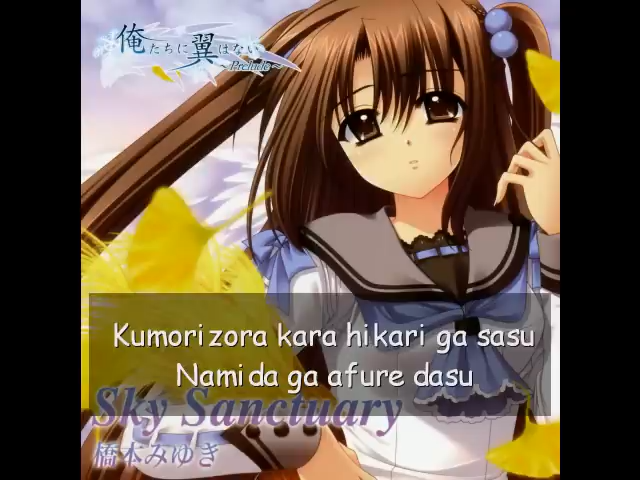 俺たちに翼はない
~Prelude~
Kumorizora kara hikari ga sasu
Namida ga afure dasu
Sky Sanctuary
橋本みゆき